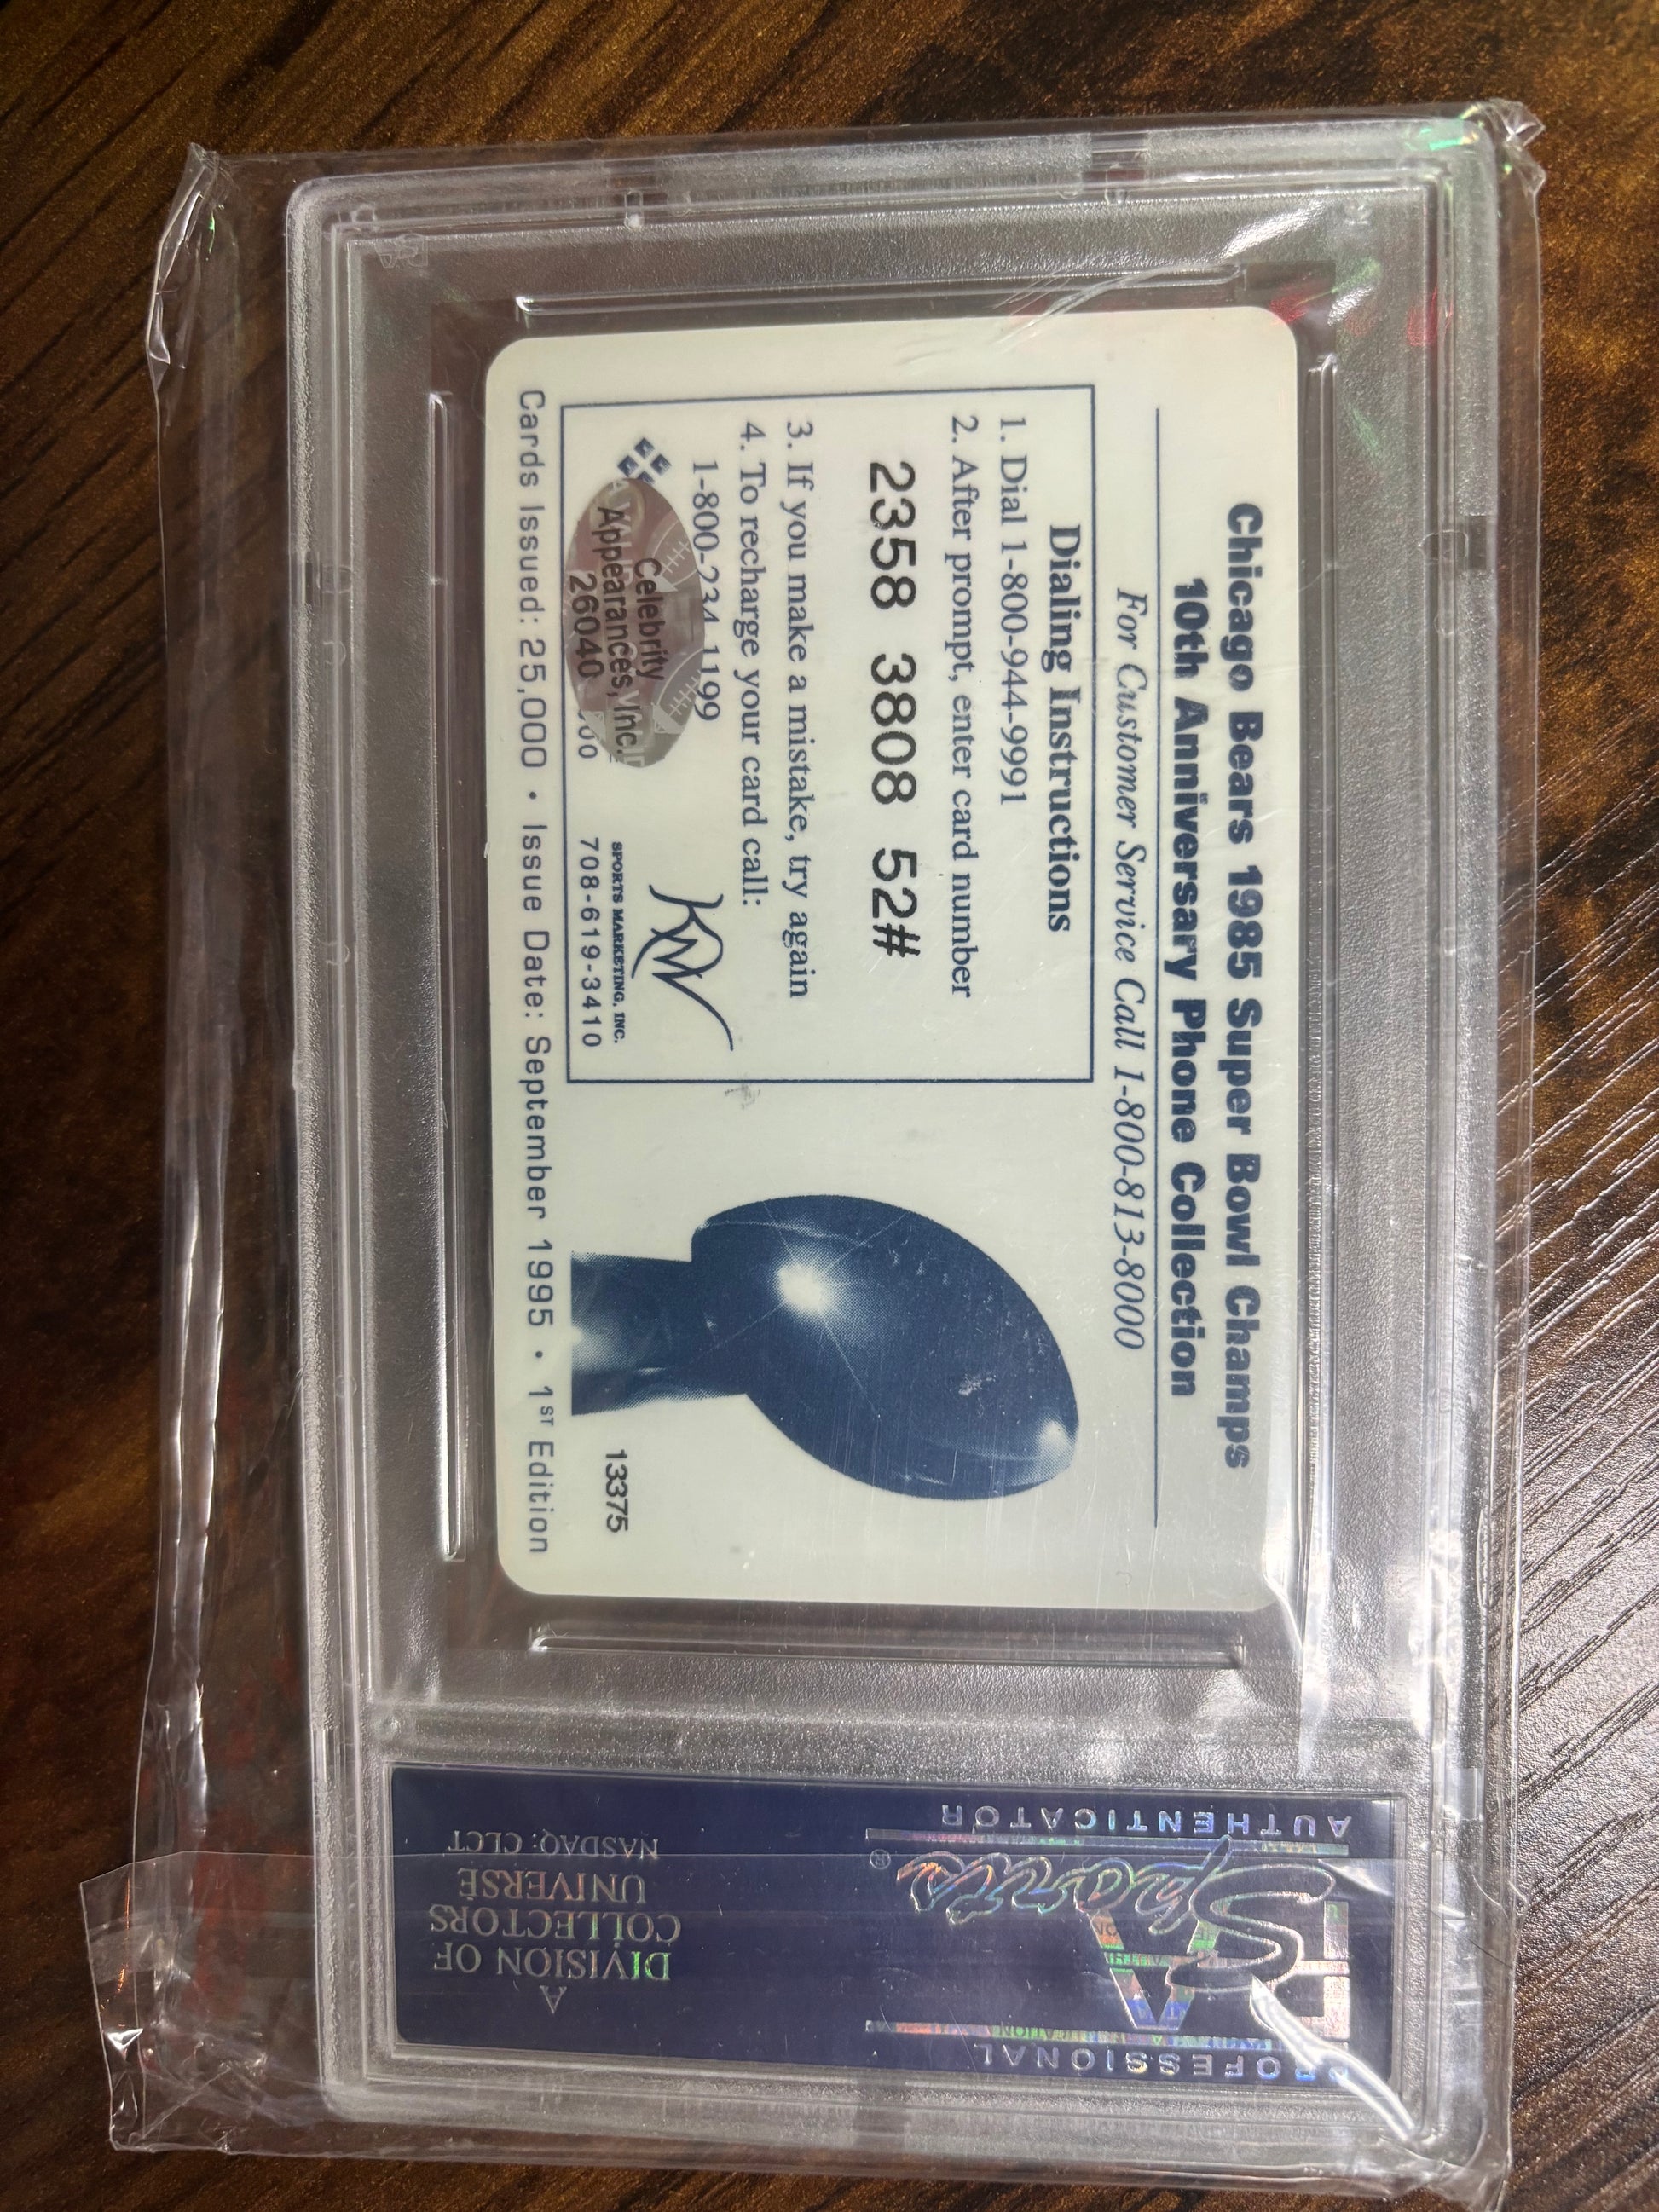 Chicago Bears 1985 Super Bowl Champs
10th Anniversary Phone Collection
For Customer Service Call 1-800-813-8000
Dialing Instructions
1. Dial 1-800-944-9991
2. After prompt, enter card number
2358 3808 52#
3. If you make a mistake, try again
4. To recharge your card call:
1-800-234-1199
Celebrity
Appearances, Inc.
26040
KW
SPORTS MARKETING, INC.
708-619-3410
13375
Cards Issued: 25,000 • Issue Date: September 1995 • 1ST Edition
PROFESSIONAL
PSA
Sports
®
AUTHENTICATOR
A
DIVISION OF
COLLECTORS
UNIVERSE
NASDAQ: CLCT